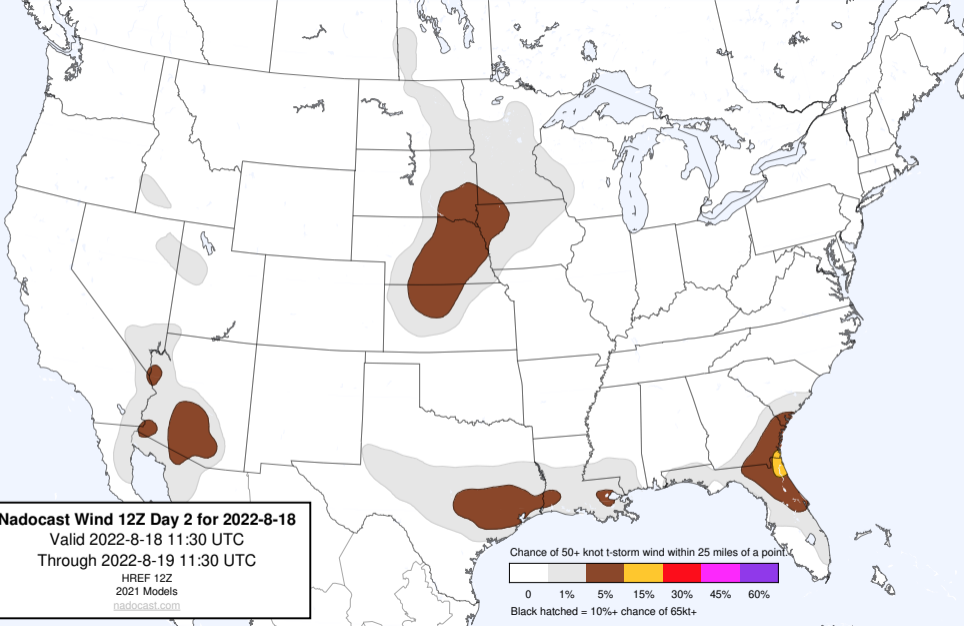 Nadocast Wind 12Z Day 2 for 2022-8-18
Valid 2022-8-18 11:30 UTC
Through 2022-8-19 11:30 UTC
HREF 12Z
2021 Models
nadocast.com
Chance of 50+ knot t-storm wind within 25 miles of a point.
0 1% 5% 15% 30% 45% 60%
Black hatched = 10%+ chance of 65kt+